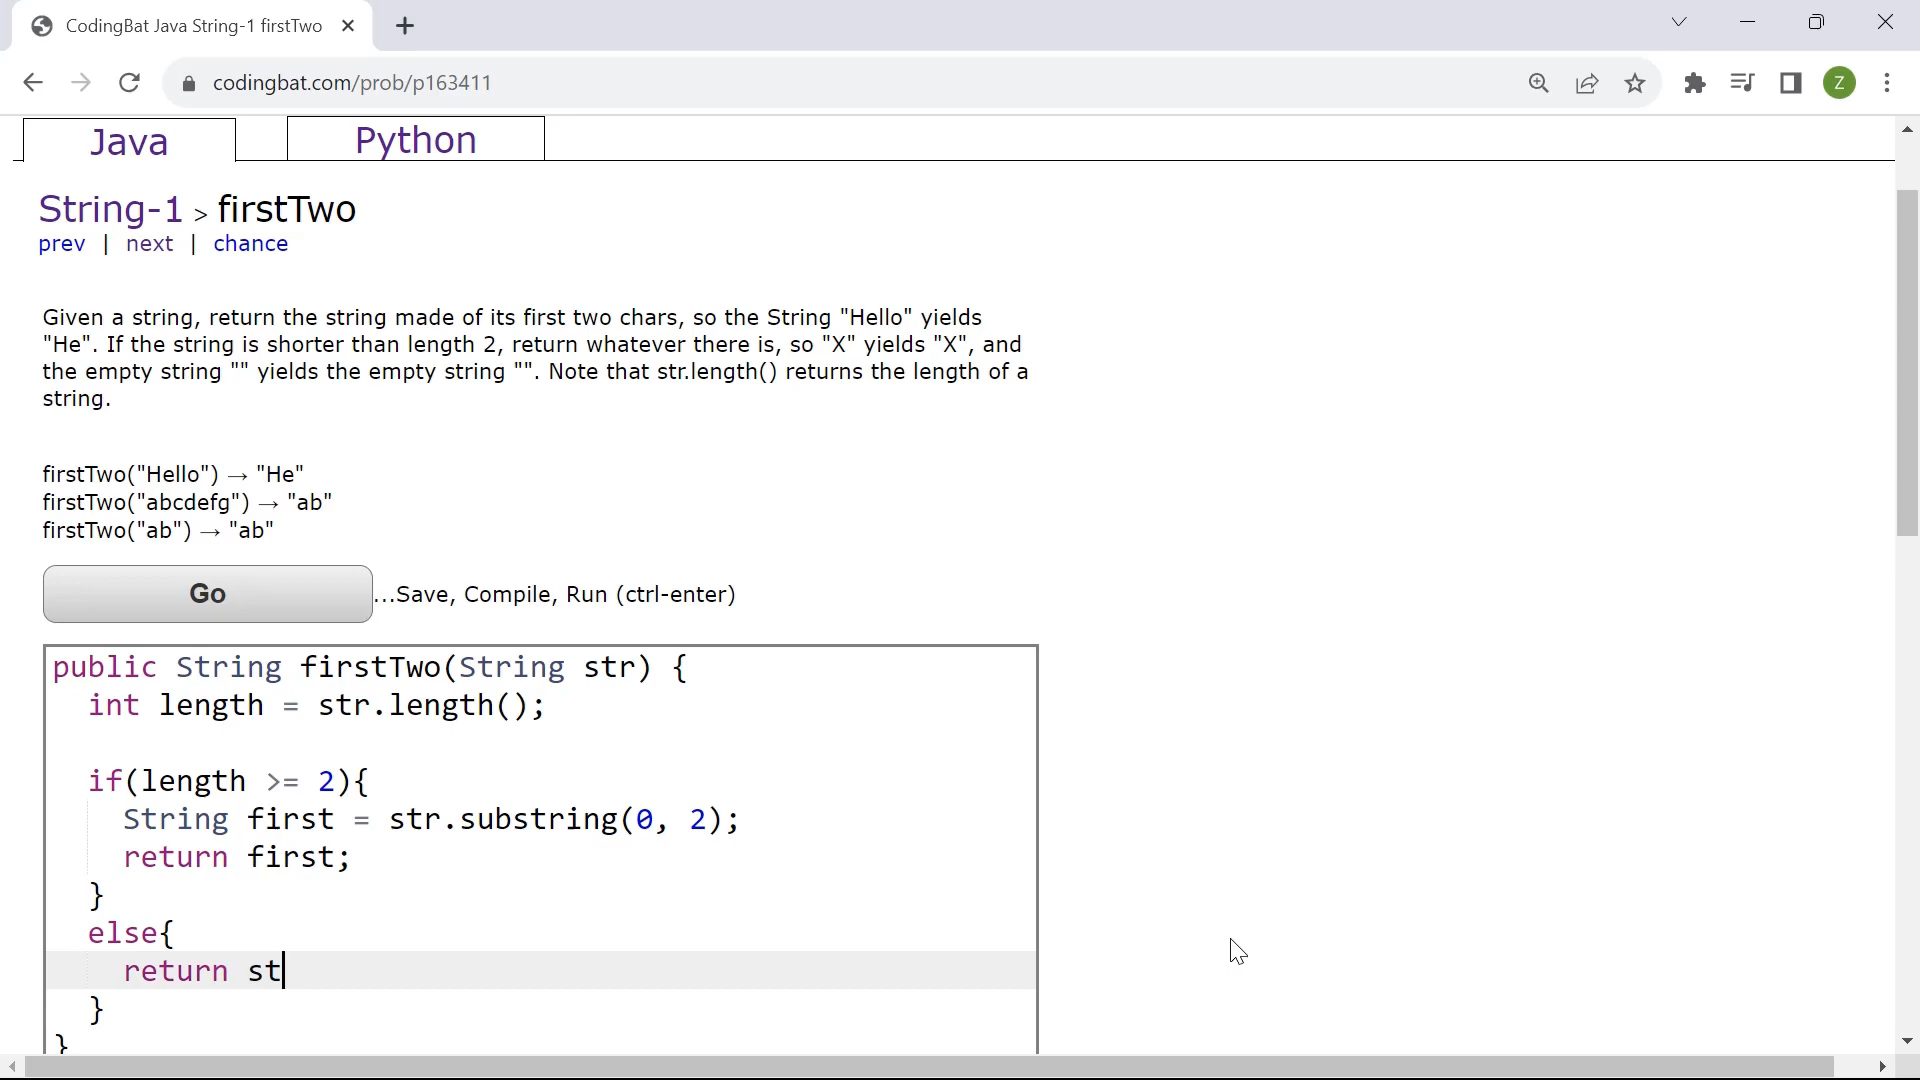 CodingBat Java String-1 firstTwo
codingbat.com/prob/p163411
Z
Java
Python
String-1 > firstTwo
prev | next | chance
Given a string, return the string made of its first two chars, so the String "Hello" yields
"He". If the string is shorter than length 2, return whatever there is, so "X" yields "X", and
the empty string "" yields the empty string "". Note that str.length() returns the length of a
string.
firstTwo("Hello") → "He"
firstTwo("abcdefg") → "ab"
firstTwo("ab") → "ab"
Go ...Save, Compile, Run (ctrl-enter)
public String firstTwo(String str) {
  int length = str.length();
  if(length >= 2){
    String first = str.substring(0, 2);
    return first;
  }
  else{
    return st
  }
}